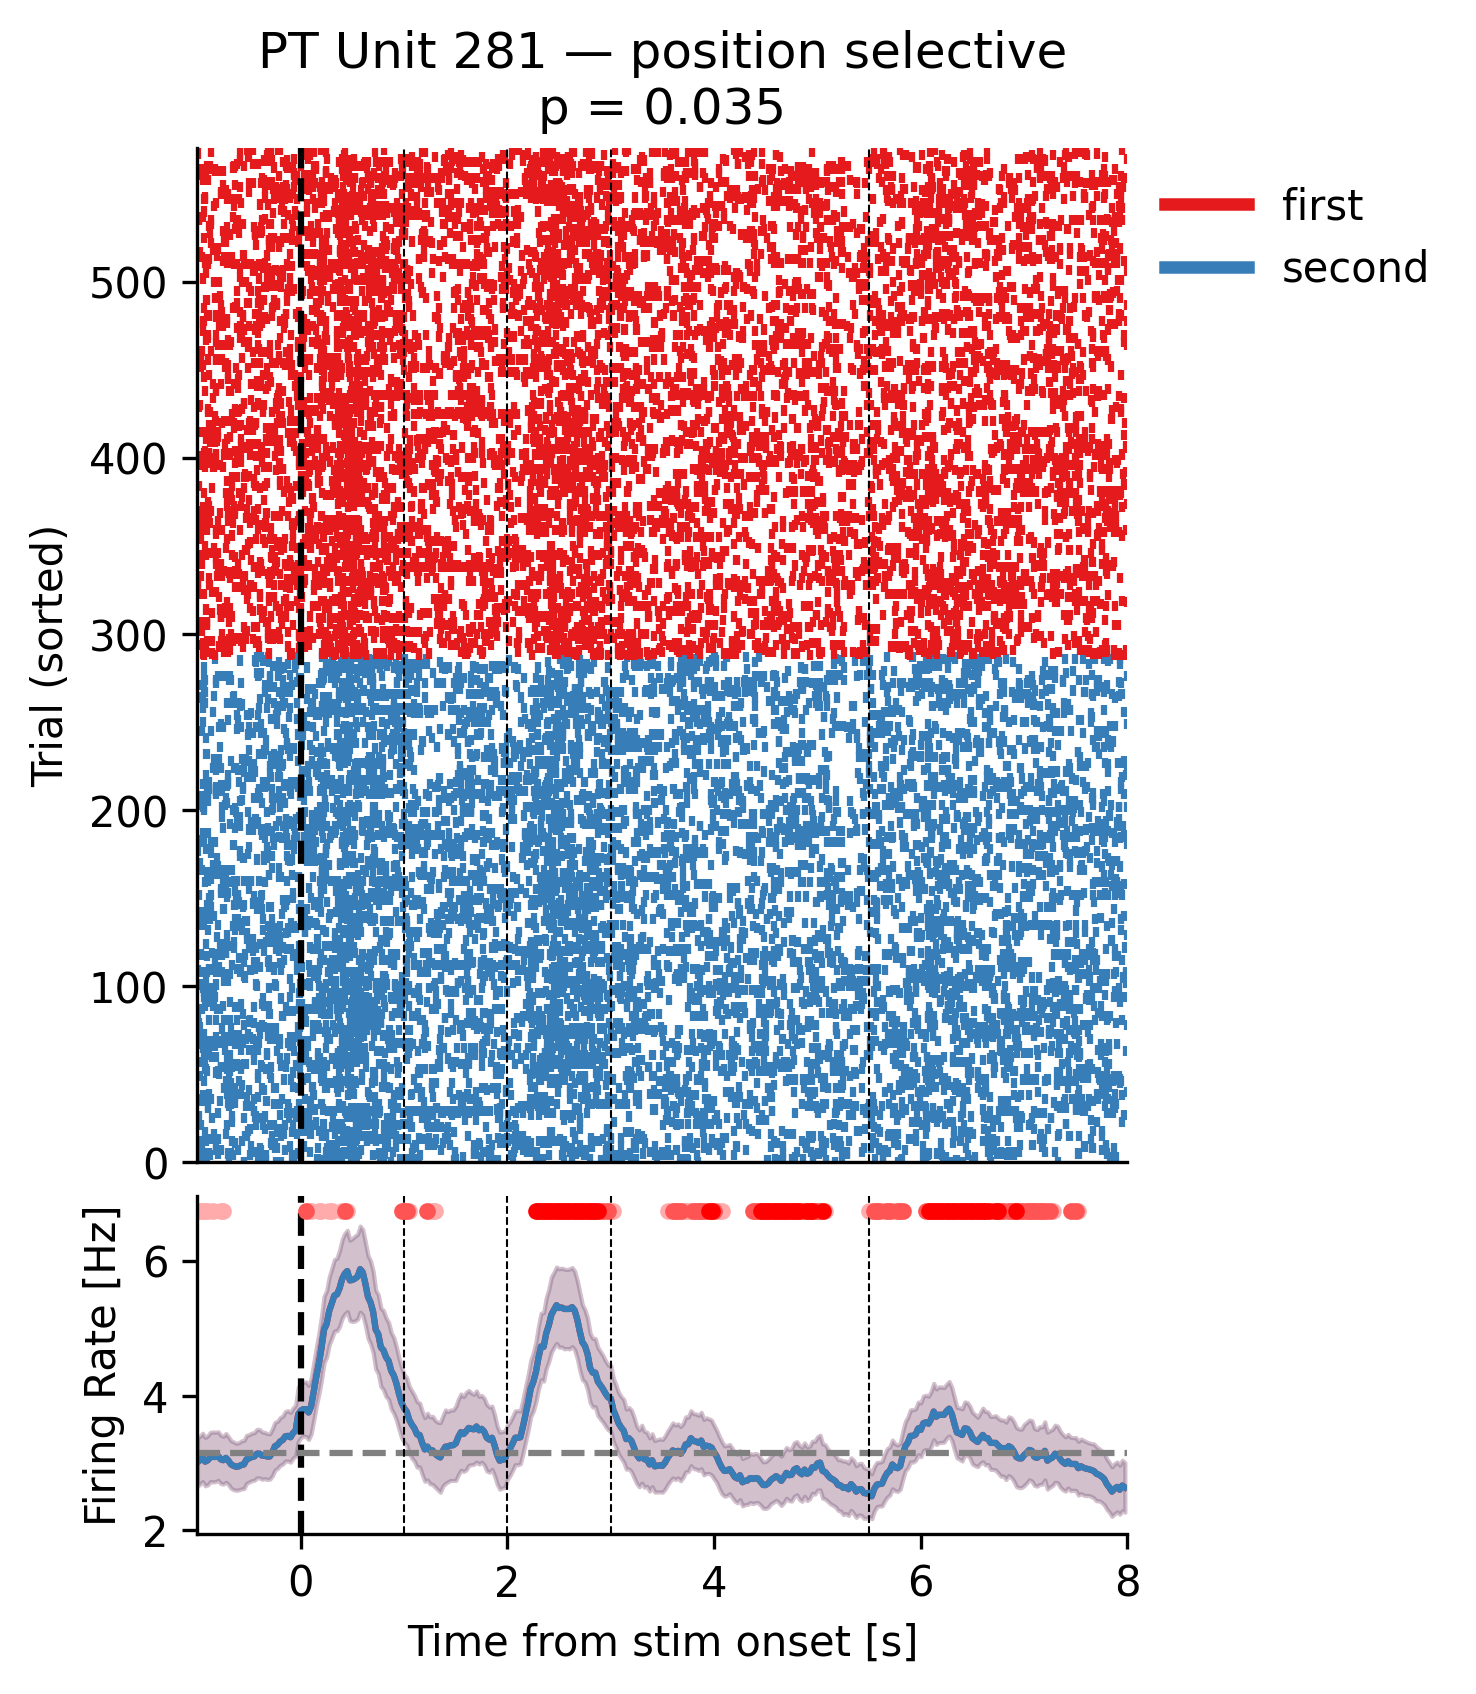 PT Unit 281 — position selective
p = 0.035
first
second
500
400
300
200
100
0
Trial (sorted)
6
4
2
Firing Rate [Hz]
0 2 4 6 8
Time from stim onset [s]